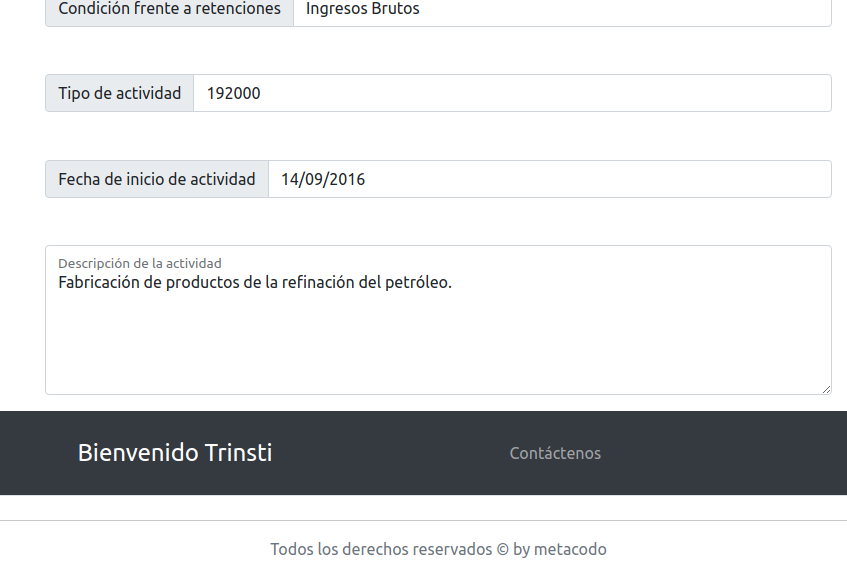 Condición frente a retenciones Ingresos Brutos
Tipo de actividad 192000
Fecha de inicio de actividad 14/09/2016
Descripción de la actividad
Fabricación de productos de la refinación del petróleo.
Bienvenido Trinsti Contáctenos
Todos los derechos reservados © by metacodo